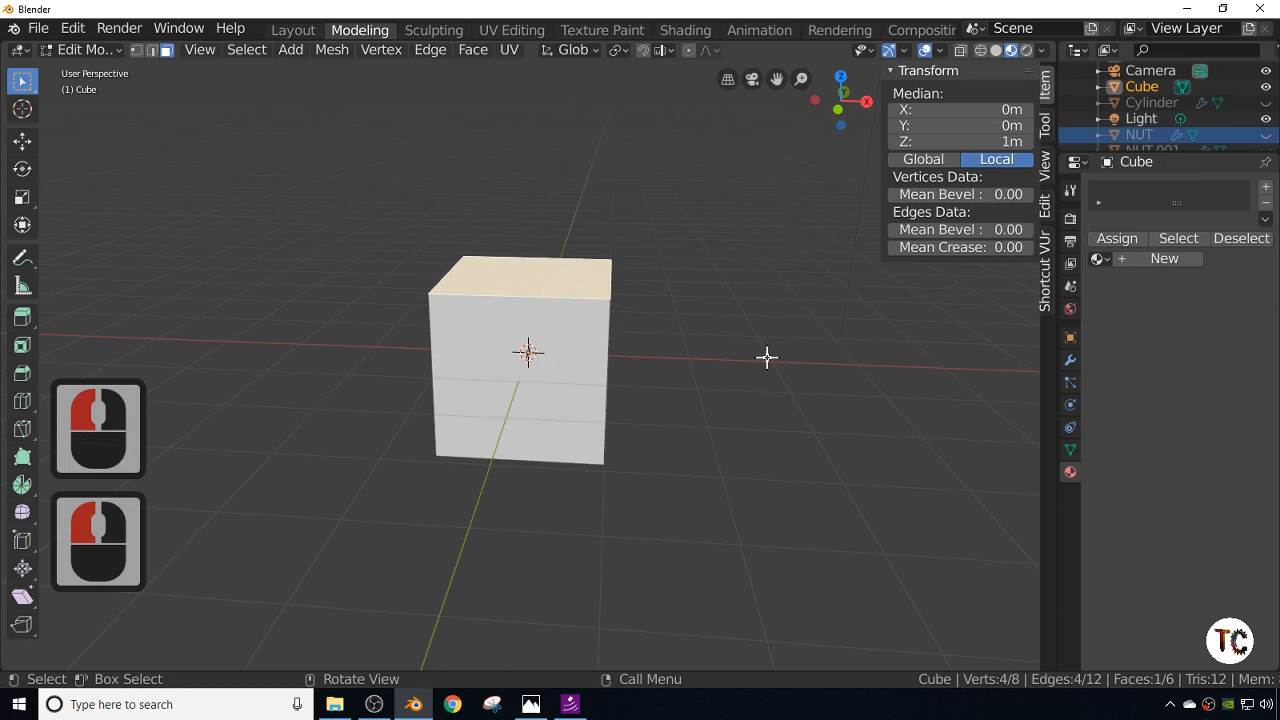 Blender
File Edit Render Window Help Layout Modeling Sculpting UV Editing Texture Paint Shading Animation Rendering Compositir Scene View Layer
Edit Mo... View Select Add Mesh Vertex Edge Face UV Glob
User Perspective
(1) Cube
Z
Y
X
Transform
Median:
X: 0m
Y: 0m
Z: 1m
Global Local
Vertices Data:
Mean Bevel : 0.00
Edges Data:
Mean Bevel : 0.00
Mean Crease: 0.00
Item
Tool
View
Edit
Shortcut VUr
Camera
Cube
Cylinder
Light
NUT
NUT.001
Cube
Assign Select Deselect
New
TC
Select Box Select Rotate View Call Menu Cube | Verts:4/8 | Edges:4/12 | Faces:1/6 | Tris:12 | Mem:
Type here to search